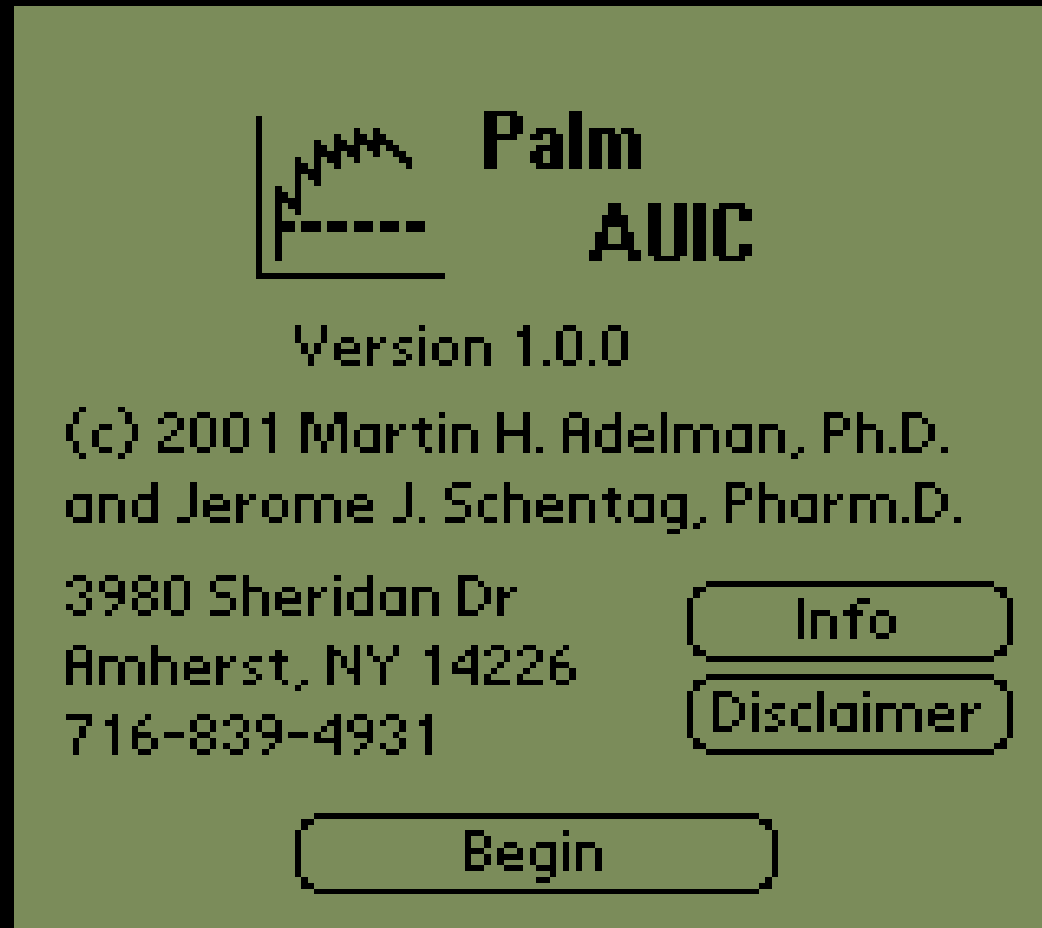 Palm
AUIC
Version 1.0.0
(c) 2001 Martin H. Adelman, Ph.D.
and Jerome J. Schentag, Pharm.D.
3980 Sheridan Dr
Amherst, NY 14226
716-839-4931
Info
Disclaimer
Begin